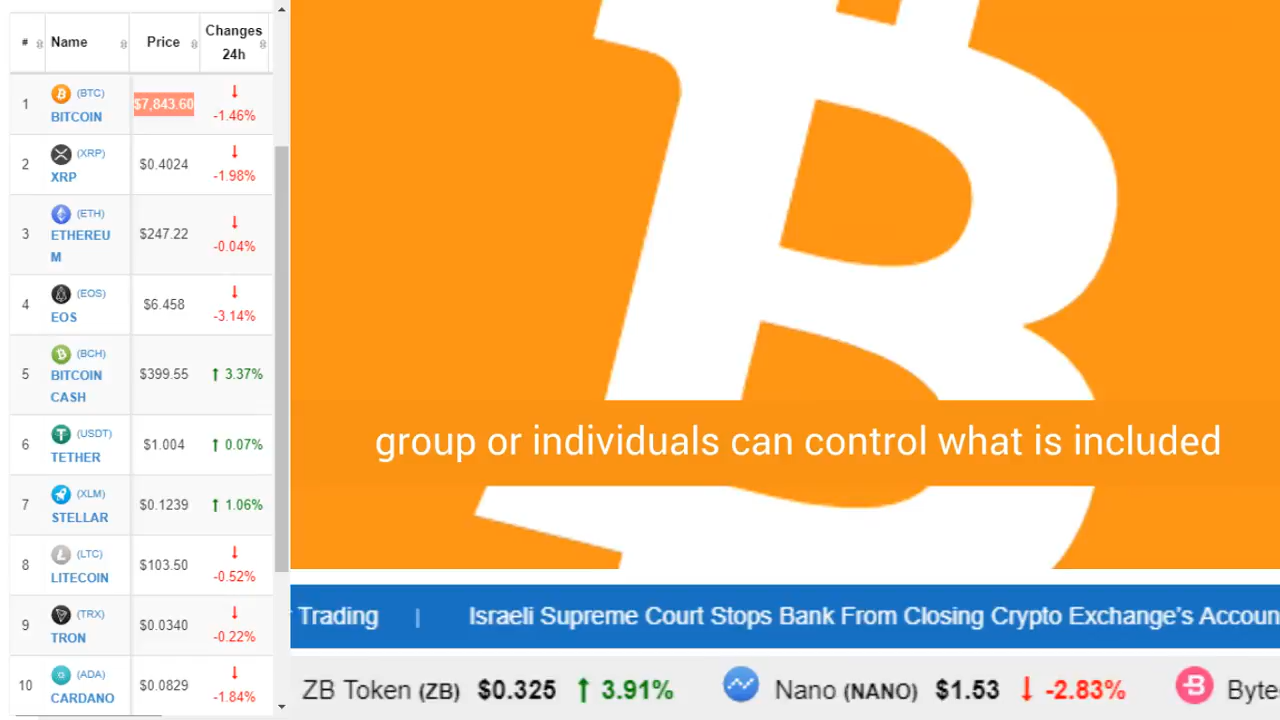 # Name Price Changes 24h
1 (BTC) BITCOIN $7,843.60 -1.46%
2 (XRP) XRP $0.4024 -1.98%
3 (ETH) ETHEREUM $247.22 -0.04%
4 (EOS) EOS $6.458 -3.14%
5 (BCH) BITCOIN CASH $399.55 3.37%
6 (USDT) TETHER $1.004 0.07%
7 (XLM) STELLAR $0.1239 1.06%
8 (LTC) LITECOIN $103.50 -0.52%
9 (TRX) TRON $0.0340 -0.22%
10 (ADA) CARDANO $0.0829 -1.84%
group or individuals can control what is included
Trading | Israeli Supreme Court Stops Bank From Closing Crypto Exchange's Accoun
ZB Token (ZB) $0.325 3.91% Nano (NANO) $1.53 -2.83% Byte